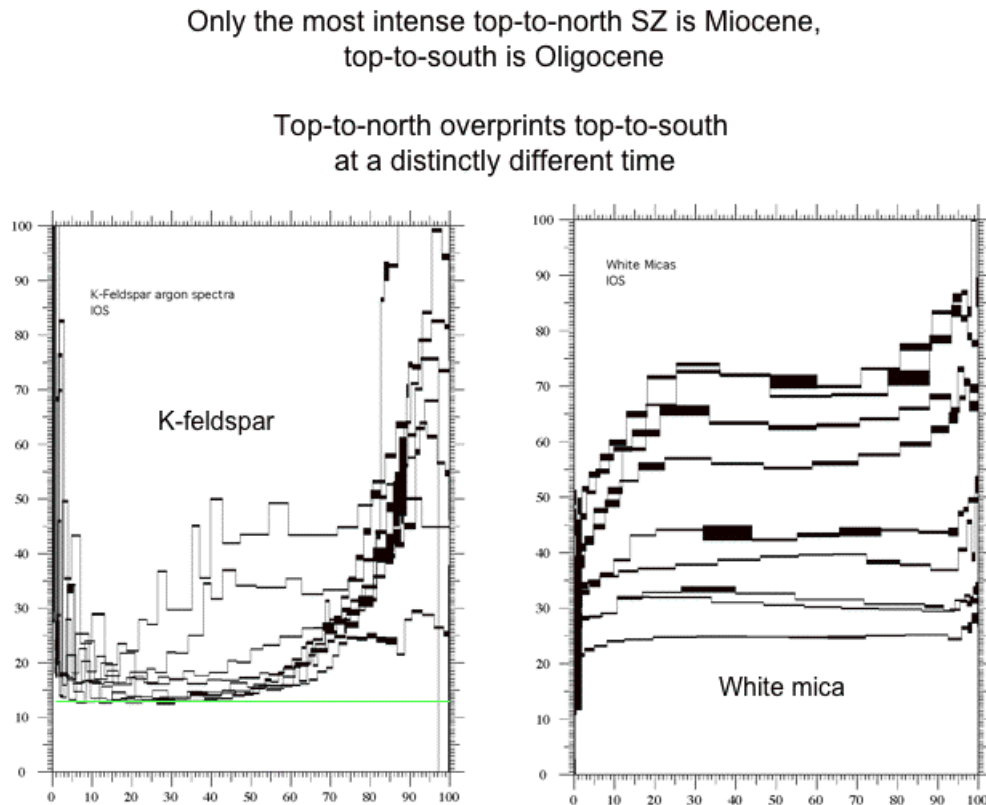 Only the most intense top-to-north SZ is Miocene,
top-to-south is Oligocene
Top-to-north overprints top-to-south
at a distinctly different time
100
90
80
70
60
50
40
30
20
10
0
K-Feldspar argon spectra
IOS
K-feldspar
0 10 20 30 40 50 60 70 80 90 100
100
90
80
70
60
50
40
30
20
10
0
White Micas
IOS
White mica
0 10 20 30 40 50 60 70 80 90 100